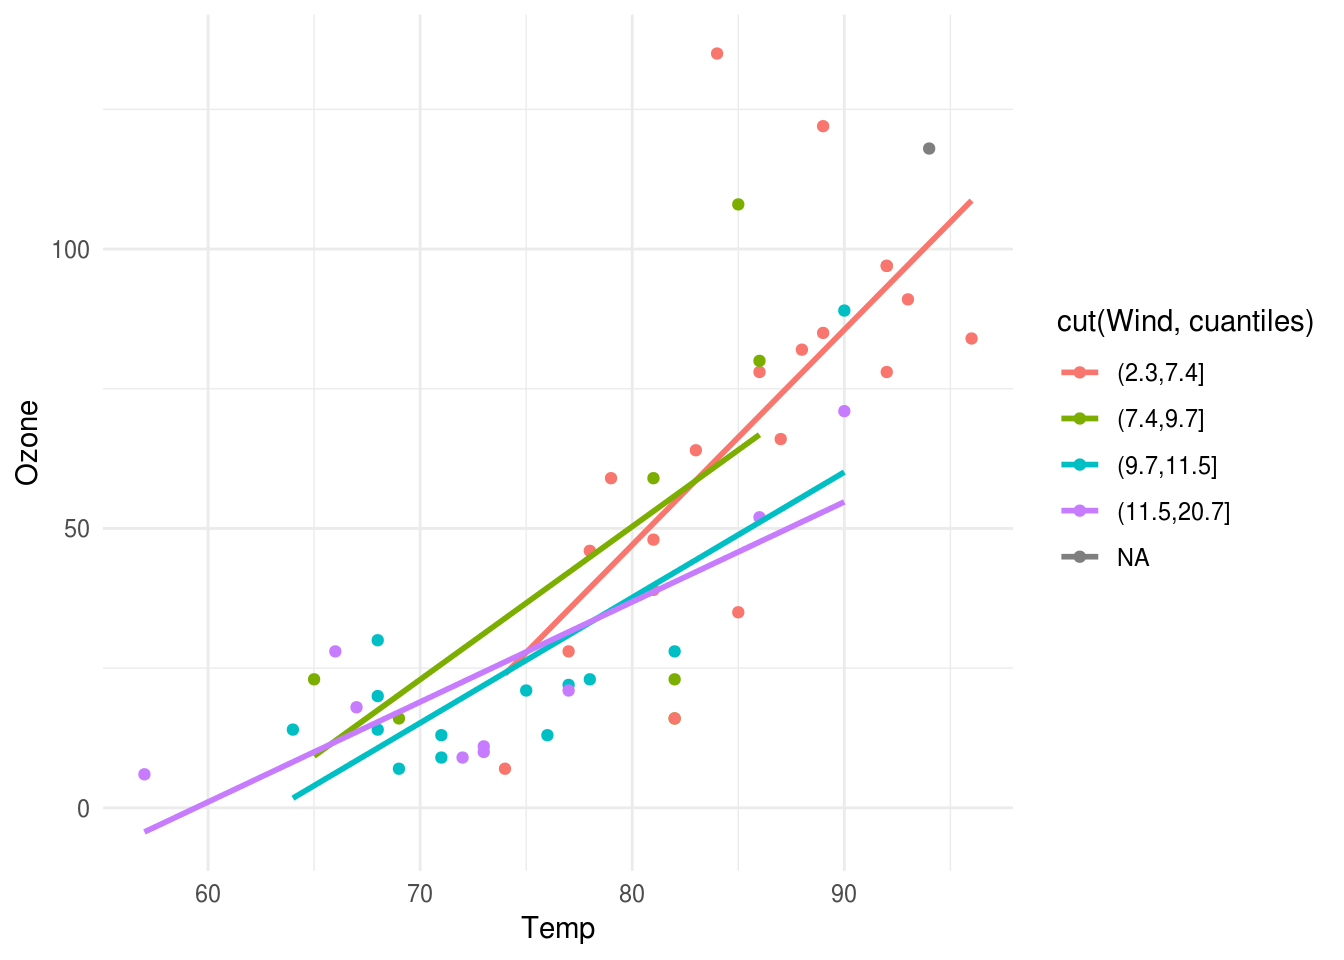 100
50
0
Ozone
60 70 80 90
Temp
cut(Wind, cuantiles)
(2.3,7.4]
(7.4,9.7]
(9.7,11.5]
(11.5,20.7]
NA